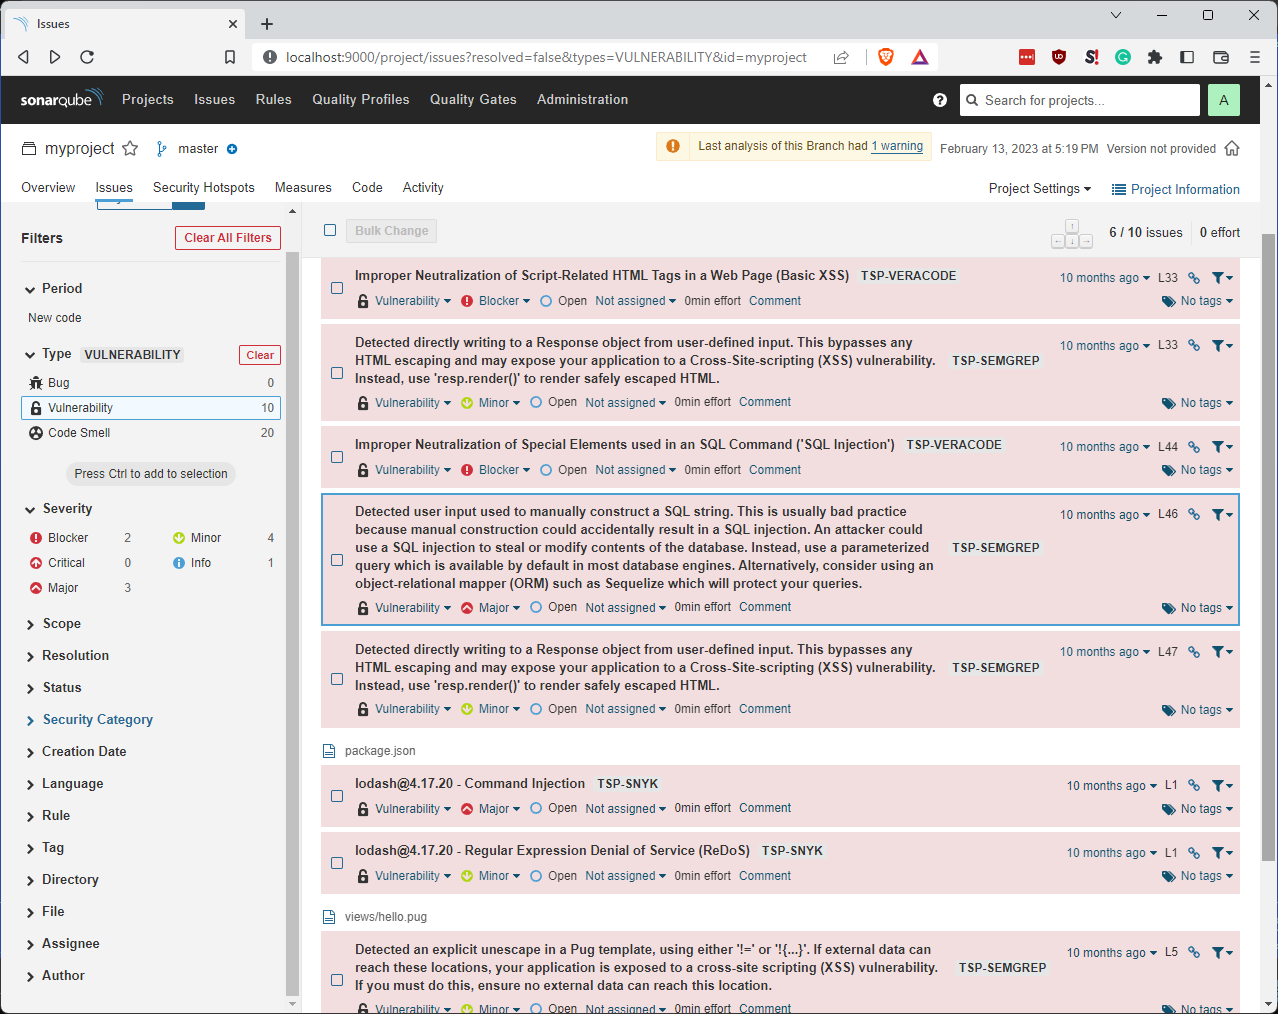 Issues
localhost:9000/project/issues?resolved=false&types=VULNERABILITY&id=myproject
sonarqube Projects Issues Rules Quality Profiles Quality Gates Administration
Search for projects...
A
myproject master
Last analysis of this Branch had 1 warning
February 13, 2023 at 5:19 PM Version not provided
Overview Issues Security Hotspots Measures Code Activity
Project Settings Project Information
Filters
Clear All Filters
Period
New code
Type VULNERABILITY Clear
Bug 0
Vulnerability 10
Code Smell 20
Press Ctrl to add to selection
Severity
Blocker 2 Minor 4
Critical 0 Info 1
Major 3
Scope
Resolution
Status
Security Category
Creation Date
Language
Rule
Tag
Directory
File
Assignee
Author
Bulk Change
6 / 10 issues 0 effort
Improper Neutralization of Script-Related HTML Tags in a Web Page (Basic XSS) TSP-VERACODE 10 months ago L33
Vulnerability Blocker Open Not assigned 0min effort Comment No tags
Detected directly writing to a Response object from user-defined input. This bypasses any
HTML escaping and may expose your application to a Cross-Site-scripting (XSS) vulnerability.
Instead, use 'resp.render()' to render safely escaped HTML.
TSP-SEMGREP 10 months ago L33
Vulnerability Minor Open Not assigned 0min effort Comment No tags
Improper Neutralization of Special Elements used in an SQL Command ('SQL Injection') TSP-VERACODE 10 months ago L44
Vulnerability Blocker Open Not assigned 0min effort Comment No tags
Detected user input used to manually construct a SQL string. This is usually bad practice
because manual construction could accidentally result in a SQL injection. An attacker could
use a SQL injection to steal or modify contents of the database. Instead, use a parameterized
query which is available by default in most database engines. Alternatively, consider using an
object-relational mapper (ORM) such as Sequelize which will protect your queries.
TSP-SEMGREP 10 months ago L46
Vulnerability Major Open Not assigned 0min effort Comment No tags
Detected directly writing to a Response object from user-defined input. This bypasses any
HTML escaping and may expose your application to a Cross-Site-scripting (XSS) vulnerability.
Instead, use 'resp.render()' to render safely escaped HTML.
TSP-SEMGREP 10 months ago L47
Vulnerability Minor Open Not assigned 0min effort Comment No tags
package.json
lodash@4.17.20 - Command Injection TSP-SNYK 10 months ago L1
Vulnerability Major Open Not assigned 0min effort Comment No tags
lodash@4.17.20 - Regular Expression Denial of Service (ReDoS) TSP-SNYK 10 months ago L1
Vulnerability Minor Open Not assigned 0min effort Comment No tags
views/hello.pug
Detected an explicit unescape in a Pug template, using either '!=' or '!{...}'. If external data can
reach these locations, your application is exposed to a cross-site scripting (XSS) vulnerability.
If you must do this, ensure no external data can reach this location.
TSP-SEMGREP 10 months ago L5
Vulnerability Minor Open Not assigned 0min effort Comment No tags